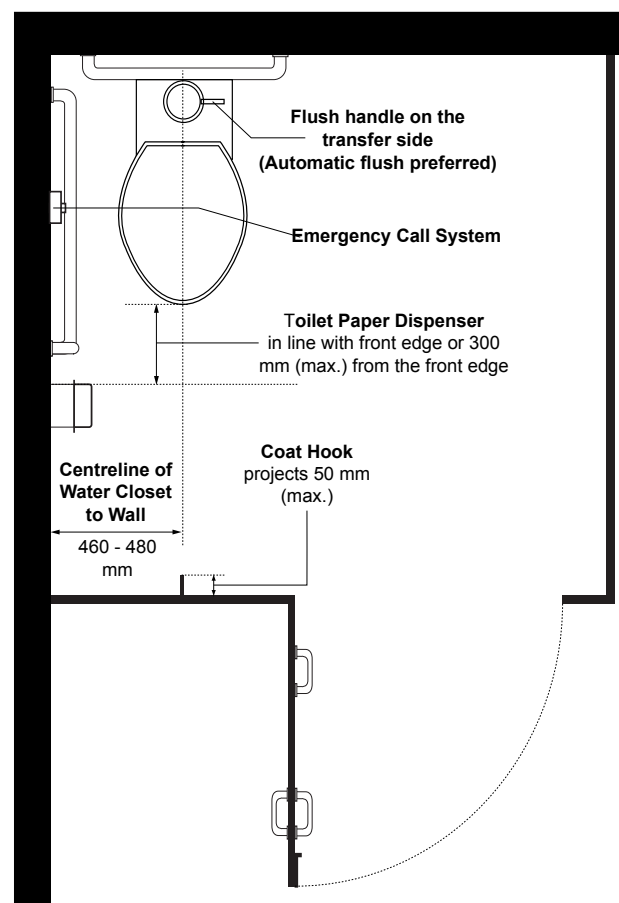 Flush handle on the
transfer side
(Automatic flush preferred)
Emergency Call System
Toilet Paper Dispenser
in line with front edge or 300
mm (max.) from the front edge
Coat Hook
projects 50 mm
(max.)
Centreline of
Water Closet
to Wall
460 - 480
mm